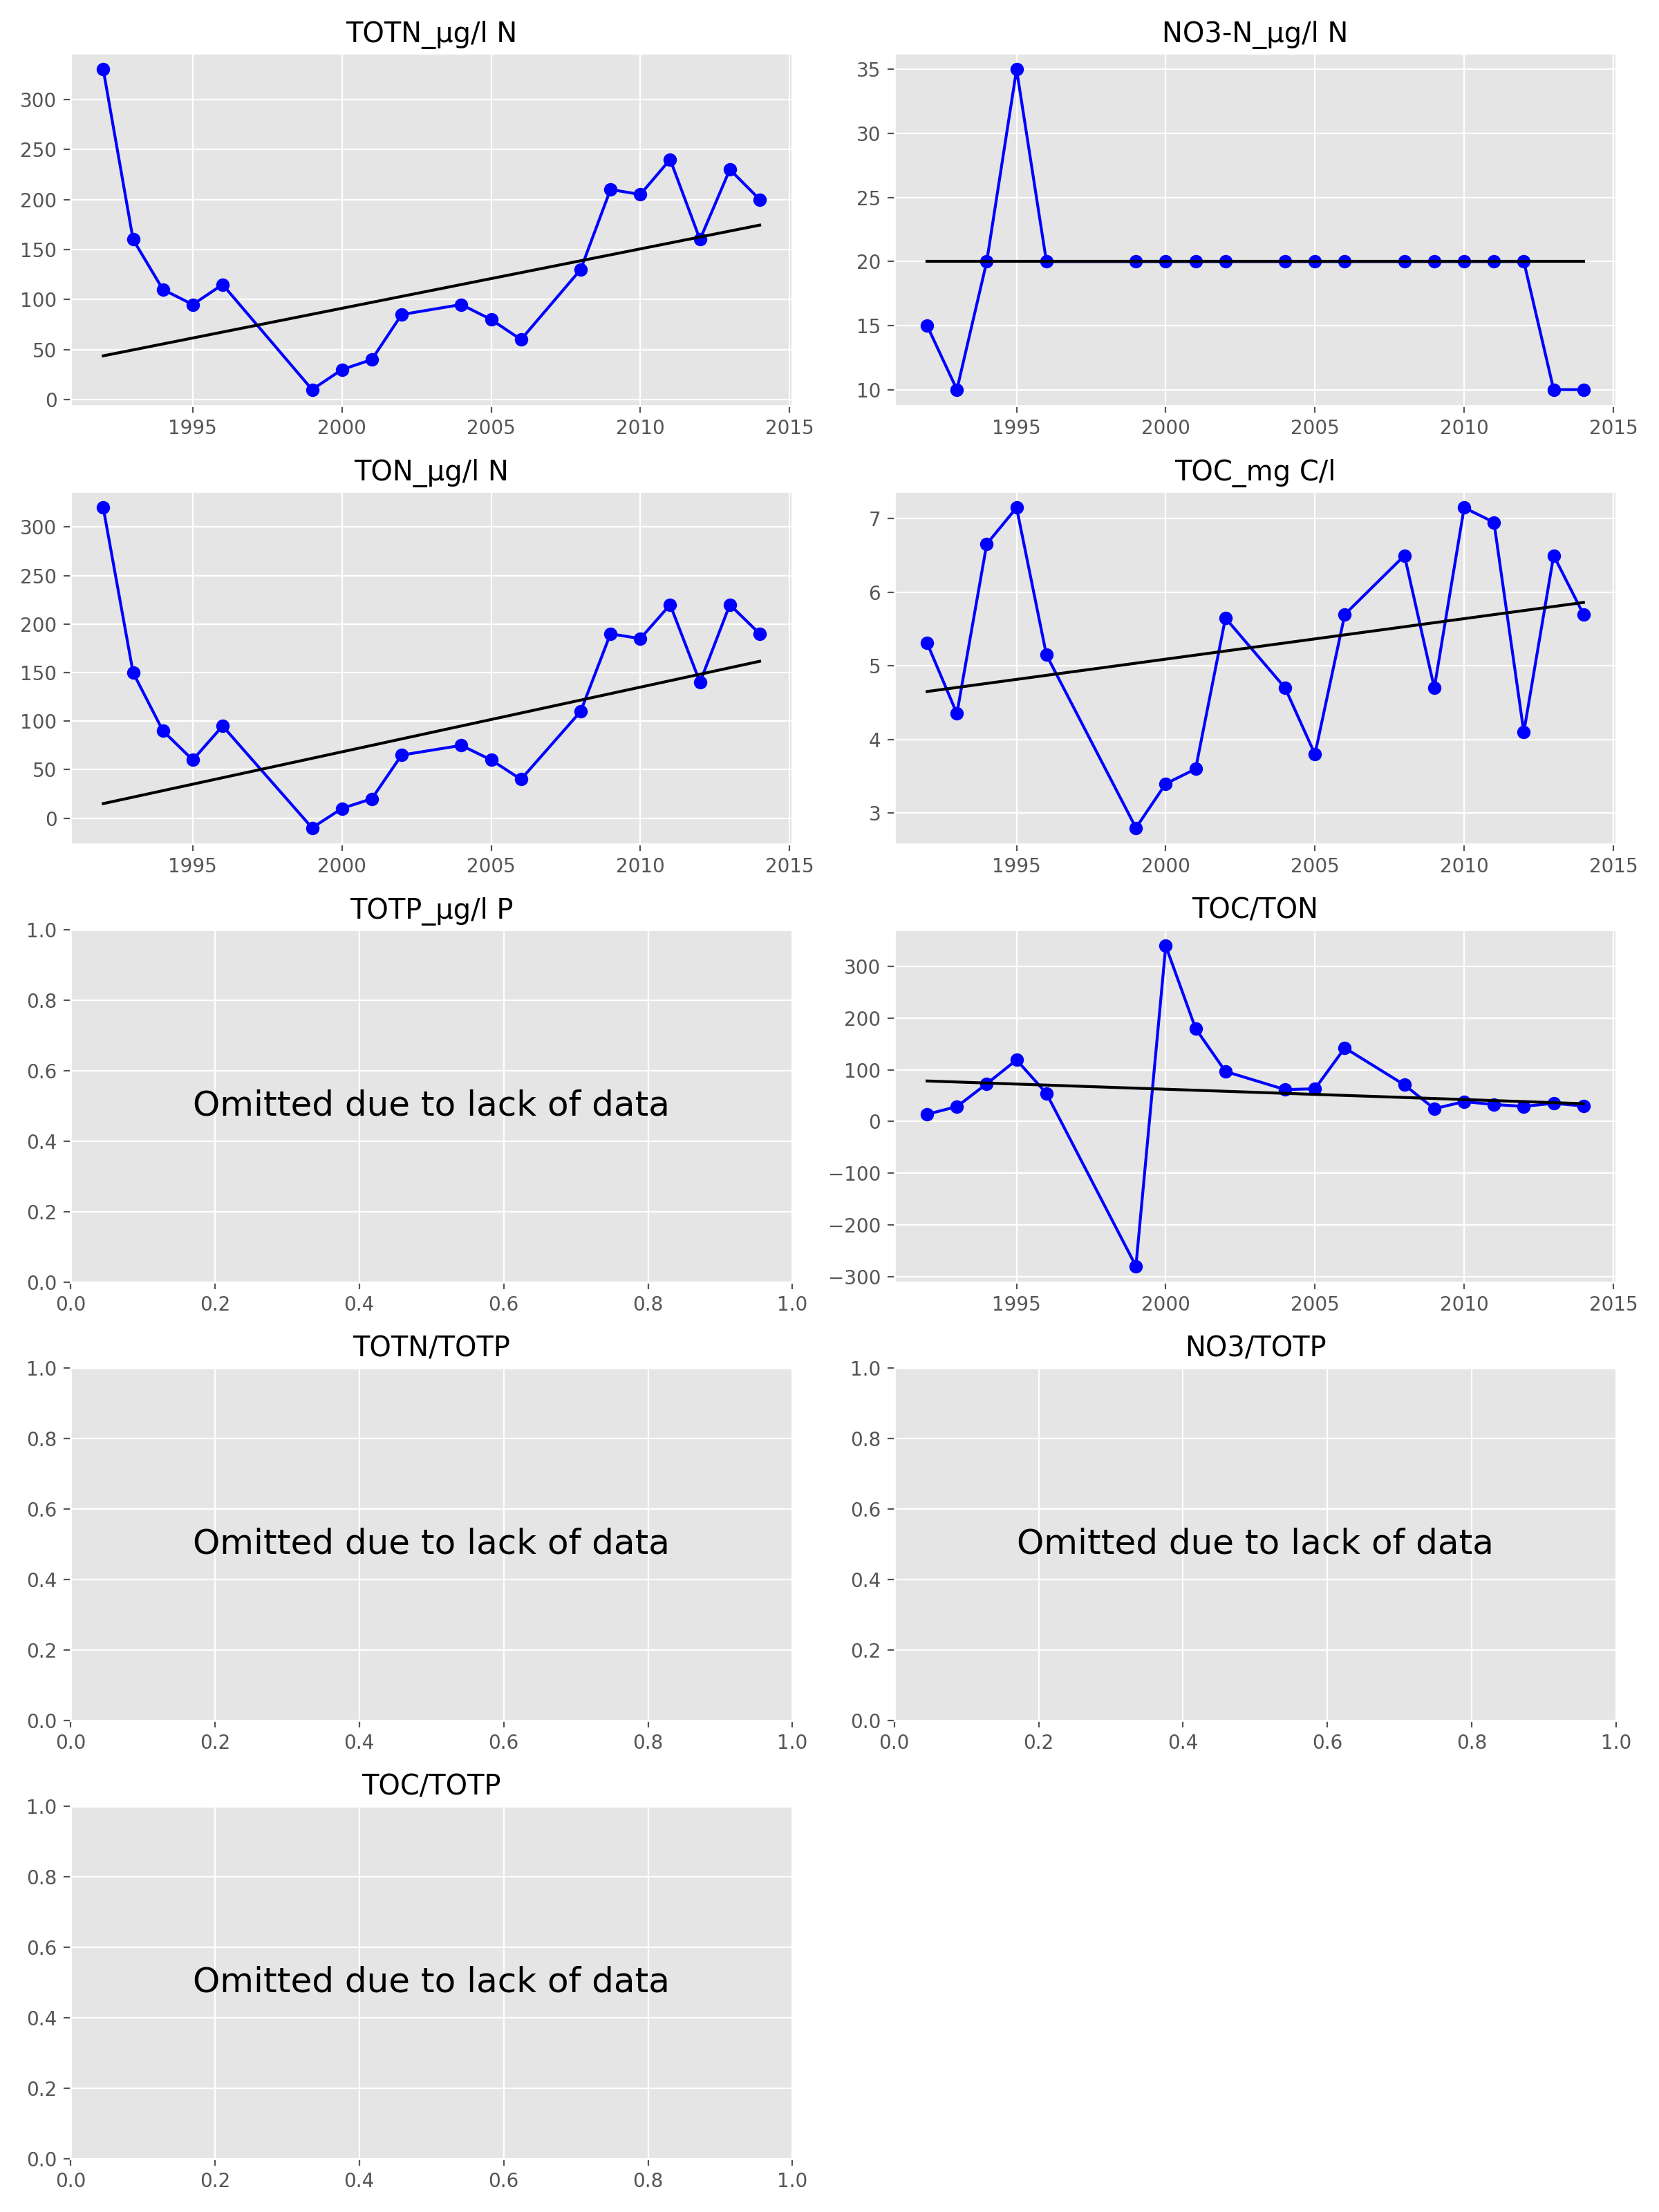 TOTN_µg/l N
300
250
200
150
100
50
0
1995 2000 2005 2010 2015
NO3-N_µg/l N
35
30
25
20
15
10
1995 2000 2005 2010 2015
TON_µg/l N
300
250
200
150
100
50
0
1995 2000 2005 2010 2015
TOC_mg C/l
7
6
5
4
3
1995 2000 2005 2010 2015
TOTP_µg/l P
1.0
0.8
0.6
Omitted due to lack of data
0.4
0.2
0.0
0.0 0.2 0.4 0.6 0.8 1.0
TOC/TON
300
200
100
0
−100
−200
−300
1995 2000 2005 2010 2015
TOTN/TOTP
1.0
0.8
0.6
Omitted due to lack of data
0.4
0.2
0.0
0.0 0.2 0.4 0.6 0.8 1.0
NO3/TOTP
1.0
0.8
0.6
Omitted due to lack of data
0.4
0.2
0.0
0.0 0.2 0.4 0.6 0.8 1.0
TOC/TOTP
1.0
0.8
0.6
Omitted due to lack of data
0.4
0.2
0.0
0.0 0.2 0.4 0.6 0.8 1.0